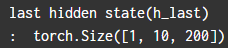 last hidden state(h_last)
:  torch.Size([1, 10, 200])